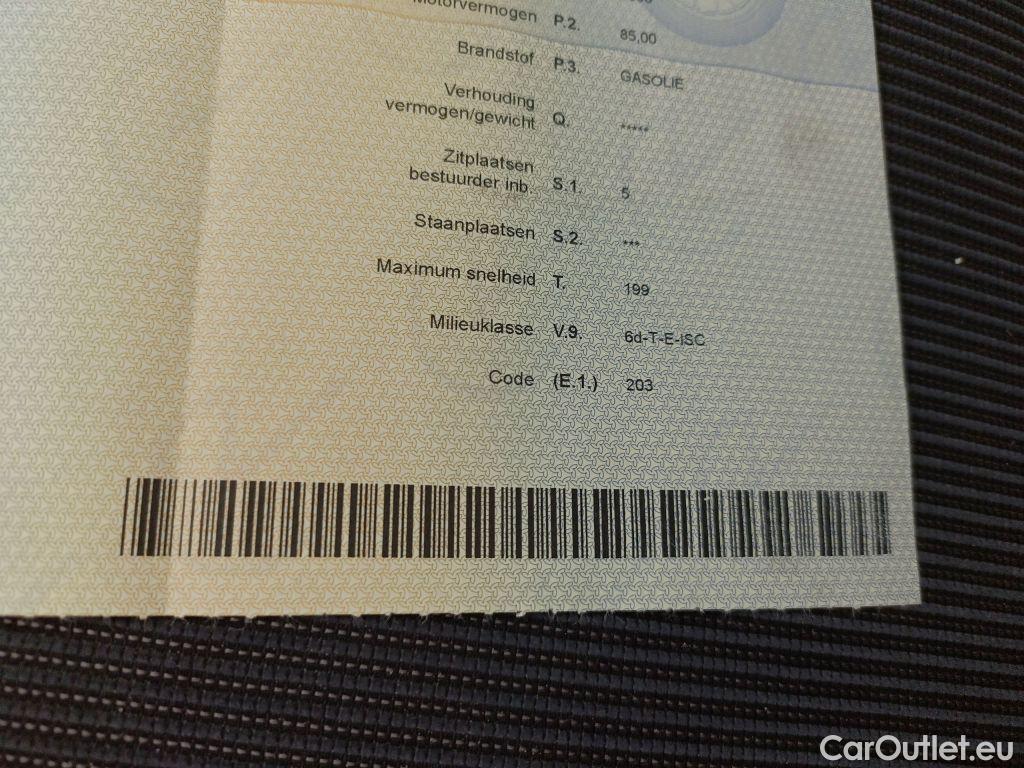 Motorvermogen P.2. 85,00
Brandstof P.3. GASOLIE
Verhouding
vermogen/gewicht Q. *****
Zitplaatsen
bestuurder inb. S.1. 5
Staanplaatsen S.2. ***
Maximum snelheid T. 199
Milieuklasse V.9. 6d-T-E-ISC
Code (E.1.) 203
CarOutlet.eu